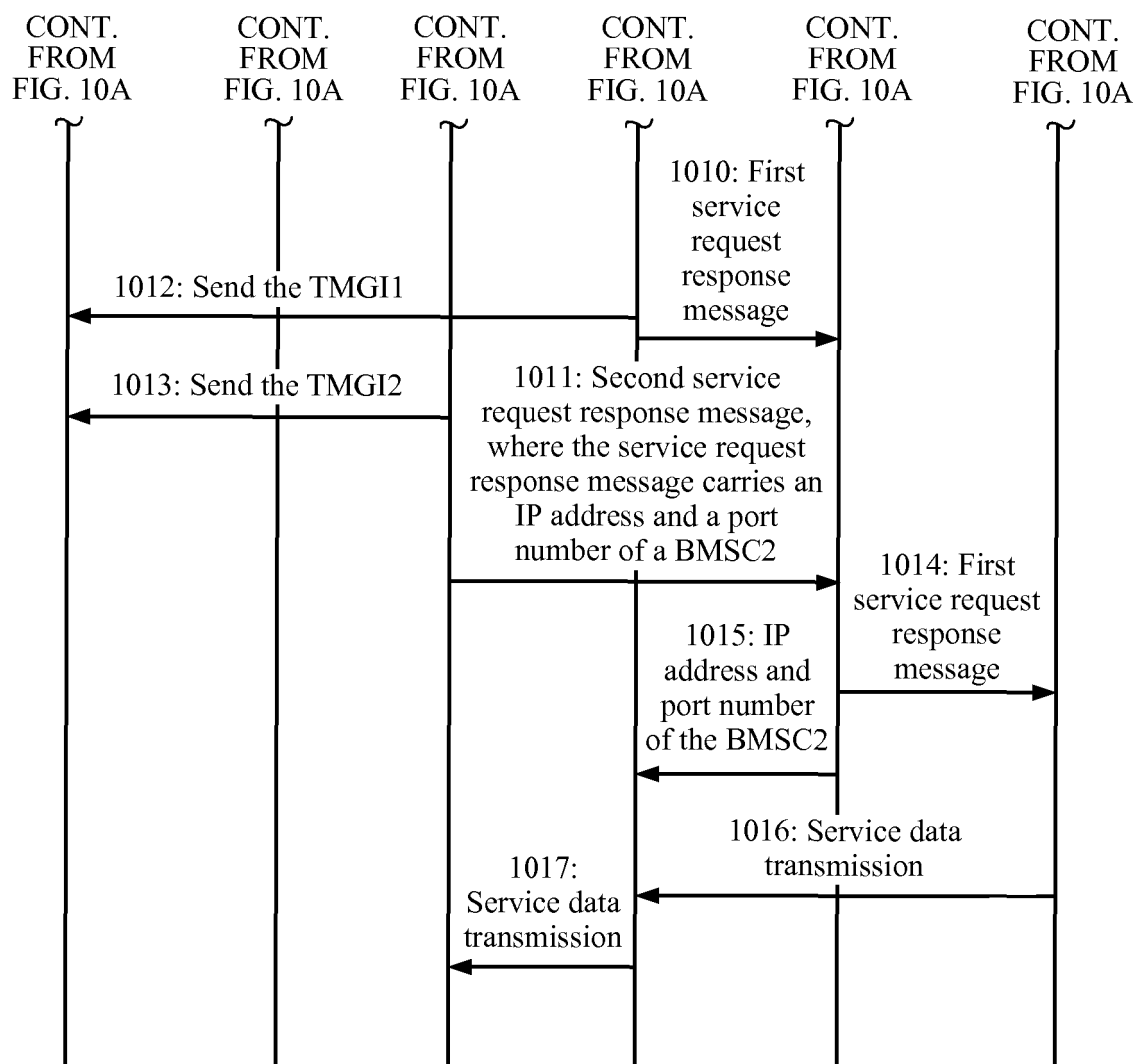 CONT.
FROM
FIG. 10A
CONT.
FROM
FIG. 10A
CONT.
FROM
FIG. 10A
CONT.
FROM
FIG. 10A
CONT.
FROM
FIG. 10A
CONT.
FROM
FIG. 10A
1010: First
service
request
response
message
1012: Send the TMGI1
1013: Send the TMGI2
1011: Second service
request response message,
where the service request
response message carries an
IP address and a port
number of a BMSC2
1014: First
service request
response
message
1015: IP
address and
port number
of the BMSC2
1016: Service data
transmission
1017:
Service data
transmission